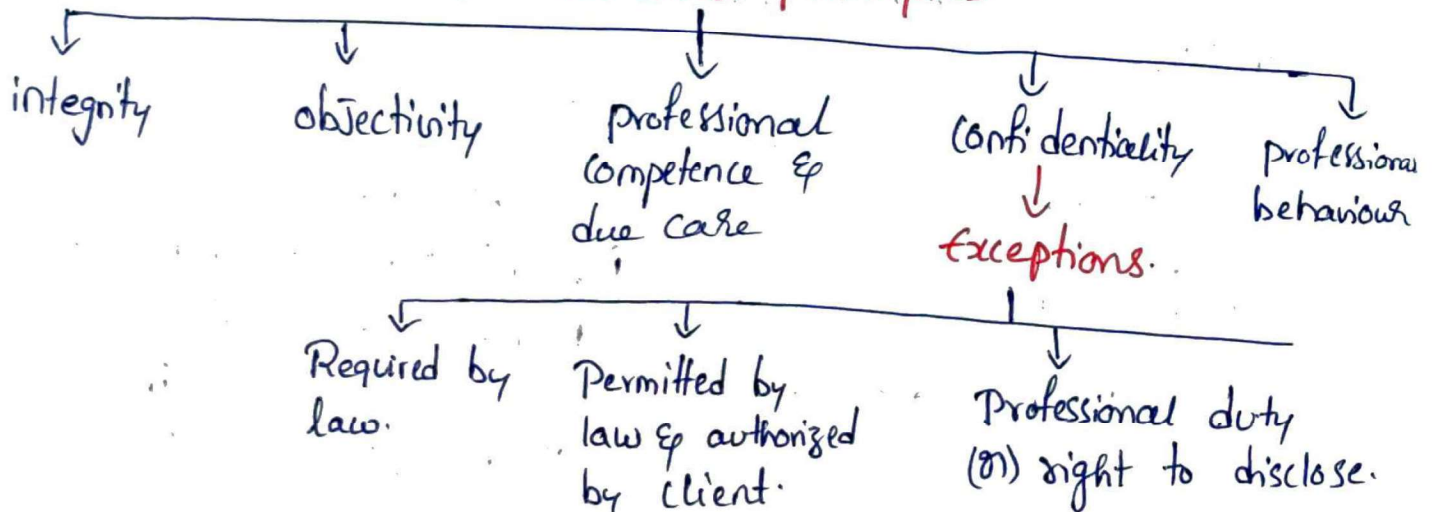 integrity
objectivity
professional
competence &
due care
confidentiality
professional
behaviour
Exceptions.
Required by
law.
Permitted by
law & authorized
by client.
Professional duty
(or) right to disclose.